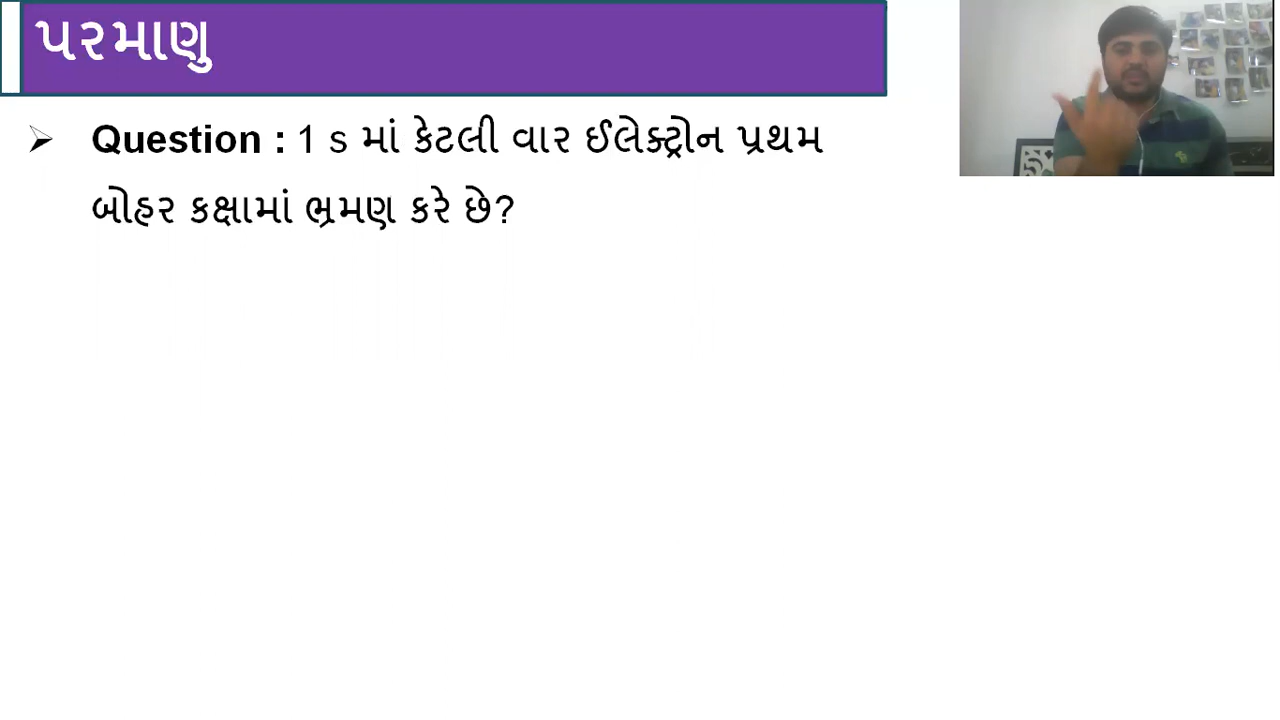 પરમાણુ
➢ Question : 1 s માં કેટલી વાર ઈલેક્ટ્રોન પ્રથમ
બોહર કક્ષામાં ભ્રમણ કરે છે?